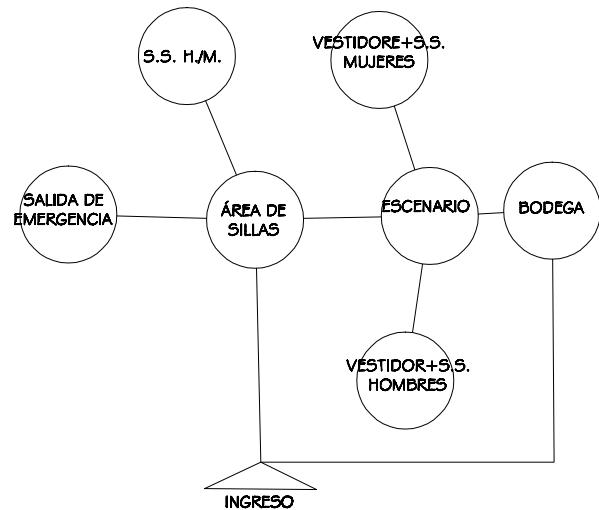 S.S. H./M.
VESTIDORE+S.S.
MUJERES
SALIDA DE
EMERGENCIA
ÁREA DE
SILLAS
ESCENARIO
BODEGA
VESTIDOR+S.S.
HOMBRES
INGRESO